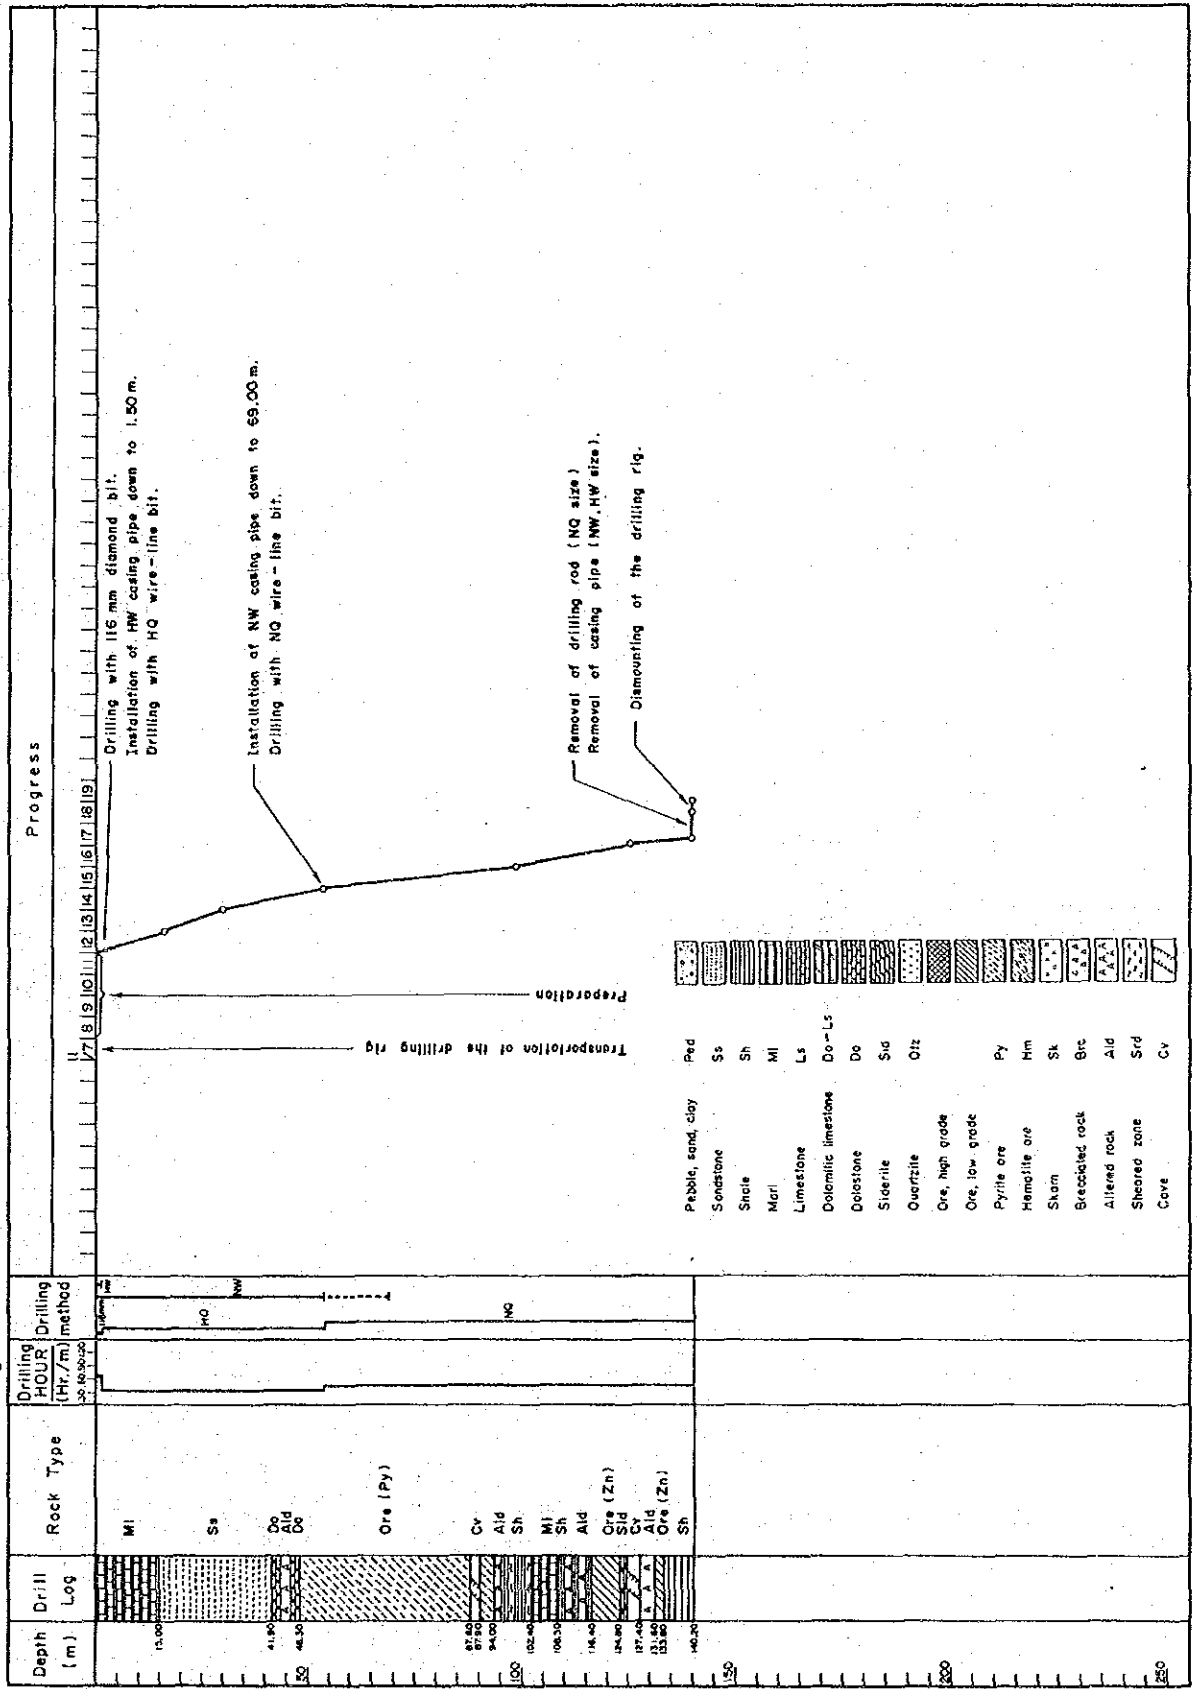 Depth
(m)
Drill
Log
Rock Type
Drilling
HOUR
(Hr./m)
Drilling
method
Progress
11
/7 8 9 10 11 12 13 14 15 16 17 18 19
HW
NW
116mm
HQ
NQ
Ml
Ss
Do
Ald
Do
Ore (Py)
Cv
Ald
Sh
Ml
Sh
Ald
Ore (Zn)
Sid
Cv
Ald
Ore (Zn)
Sh
15.00
41.90
48.30
87.60
94.00
102.40
108.30
116.40
124.80
127.40
131.60
133.80
140.20
50
100
150
200
250
Transportation of the drilling rig
Preparation
Drilling with 116 mm diamond bit.
Installation of HW casing pipe down to 1.50 m.
Drilling with HQ wire-line bit.
Installation of NW casing pipe down to 69.00 m.
Drilling with NQ wire-line bit.
Removal of drilling rod (NQ size)
Removal of casing pipe (NW, HW size).
Dismounting of the drilling rig.
Pebble, sand, clay Ped
Sandstone Ss
Shale Sh
Marl Ml
Limestone Ls
Dolomitic limestone Do-Ls
Dolostone Do
Siderite Sid
Quartzite Qtz
Ore, high grade
Ore, low grade
Pyrite ore Py
Hematite ore Hm
Skarn Sk
Brecciated rock Brc
Altered rock Ald
Sheared zone Srd
Cave Cv